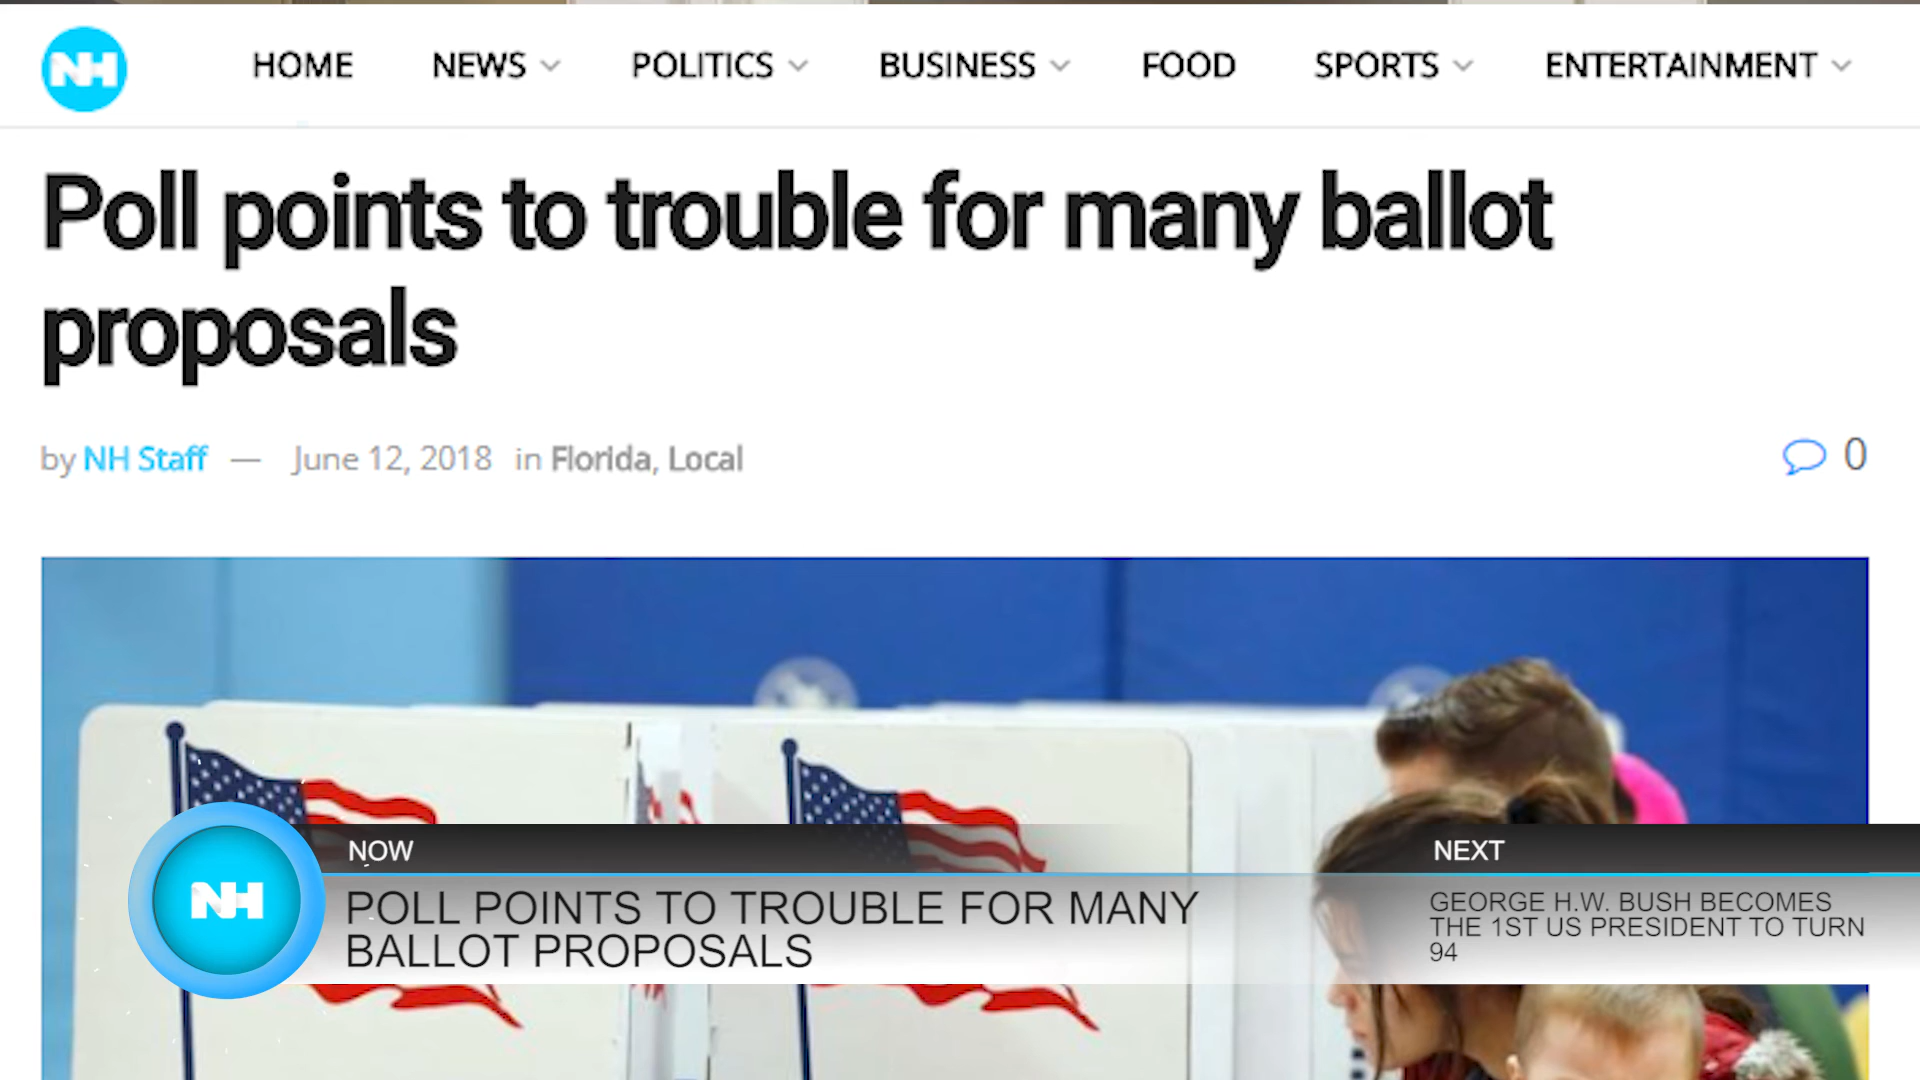 NH
HOME NEWS POLITICS BUSINESS FOOD SPORTS ENTERTAINMENT
Poll points to trouble for many ballot
proposals
by NH Staff — June 12, 2018 in Florida, Local
0
NOW
POLL POINTS TO TROUBLE FOR MANY
BALLOT PROPOSALS
NH
NEXT
GEORGE H.W. BUSH BECOMES
THE 1ST US PRESIDENT TO TURN
94